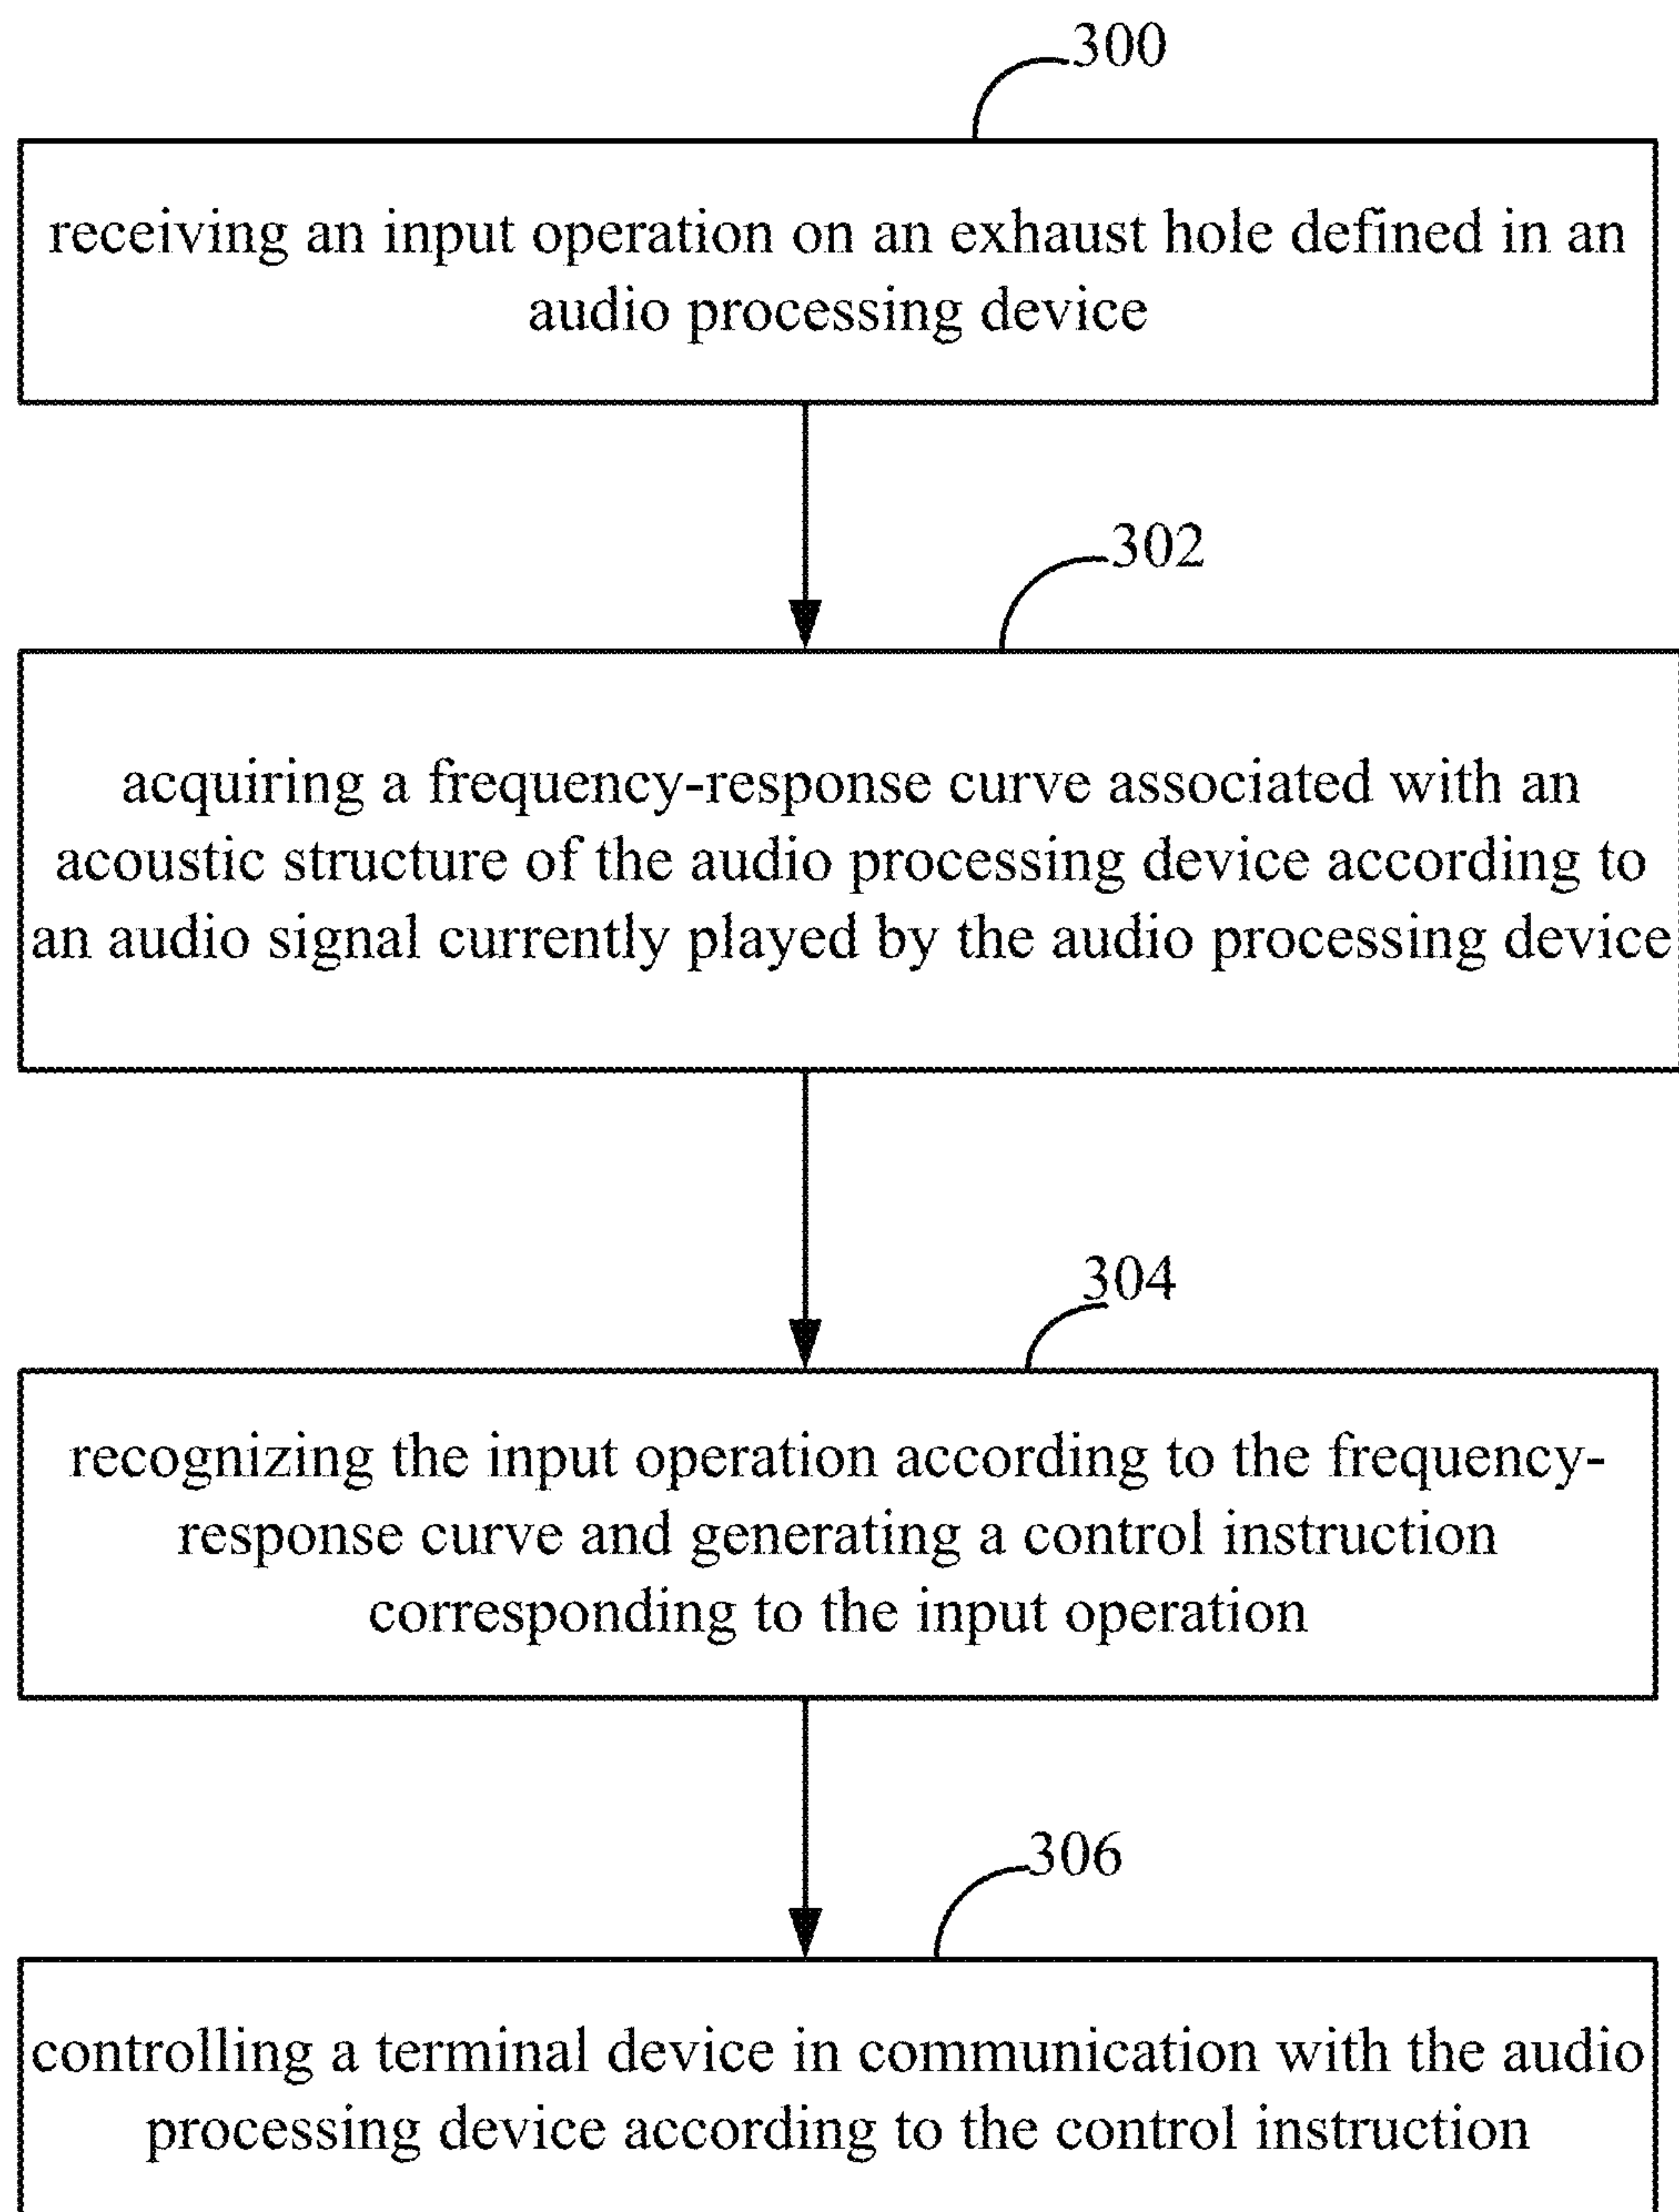 300
receiving an input operation on an exhaust hole defined in an
audio processing device
302
acquiring a frequency-response curve associated with an
acoustic structure of the audio processing device according to
an audio signal currently played by the audio processing device
304
recognizing the input operation according to the frequency-
response curve and generating a control instruction
corresponding to the input operation
306
controlling a terminal device in communication with the audio
processing device according to the control instruction